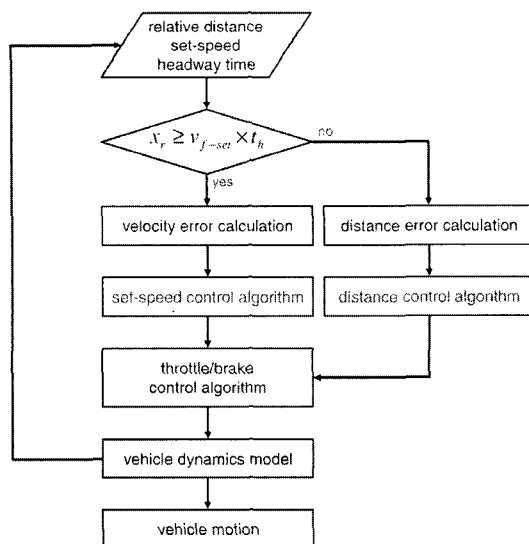 relative distance
set-speed
headway time
x_r ≥ v_{f-set} × t_h
no
yes
velocity error calculation
distance error calculation
set-speed control algorithm
distance control algorithm
throttle/brake
control algorithm
vehicle dynamics model
vehicle motion